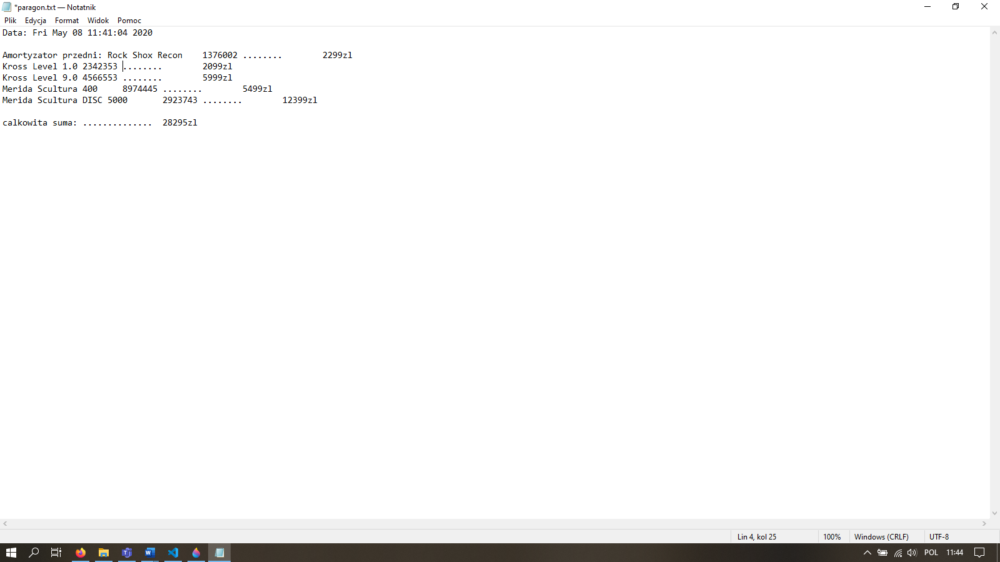 *paragon.txt — Notatnik
Plik Edycja Format Widok Pomoc
Data: Fri May 08 11:41:04 2020
Amortyzator przedni: Rock Shox Recon 1376002 ........ 2299zl
Kross Level 1.0 2342353 ........ 2099zl
Kross Level 9.0 4566553 ........ 5999zl
Merida Scultura 400 8974445 ........ 5499zl
Merida Scultura DISC 5000 2923743 ........ 12399zl
calkowita suma: .............. 28295zl
Lin 4, kol 25 100% Windows (CRLF) UTF-8
POL 11:44